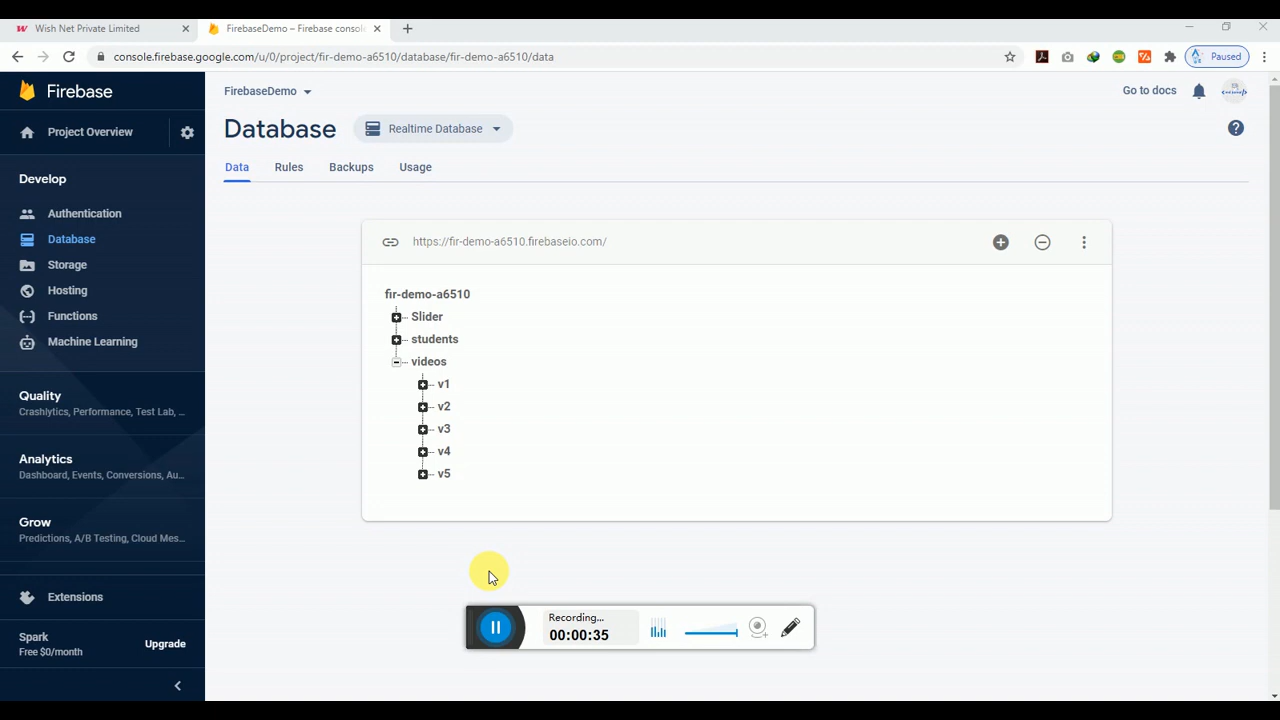 Wish Net Private Limited
FirebaseDemo – Firebase consol
console.firebase.google.com/u/0/project/fir-demo-a6510/database/fir-demo-a6510/data
Paused
Firebase
FirebaseDemo
Go to docs
Project Overview
Database
Realtime Database
Data Rules Backups Usage
Develop
Authentication
Database
Storage
Hosting
Functions
Machine Learning
https://fir-demo-a6510.firebaseio.com/
fir-demo-a6510
Slider
students
videos
v1
v2
v3
v4
v5
Quality
Crashlytics, Performance, Test Lab, ...
Analytics
Dashboard, Events, Conversions, Au...
Grow
Predictions, A/B Testing, Cloud Mes...
Extensions
Spark
Free $0/month
Upgrade
Recording...
00:00:35